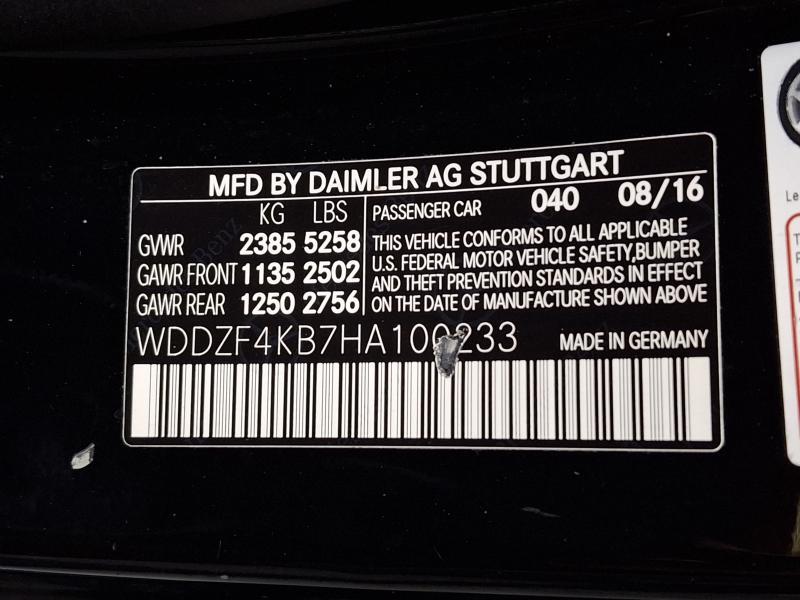 MFD BY DAIMLER AG STUTTGART
KG LBS
GVWR 2385 5258
GAWR FRONT 1135 2502
GAWR REAR 1250 2756
PASSENGER CAR 040 08/16
THIS VEHICLE CONFORMS TO ALL APPLICABLE
U.S. FEDERAL MOTOR VEHICLE SAFETY, BUMPER
AND THEFT PREVENTION STANDARDS IN EFFECT
ON THE DATE OF MANUFACTURE SHOWN ABOVE
WDDZF4KB7HA100233 MADE IN GERMANY
Le